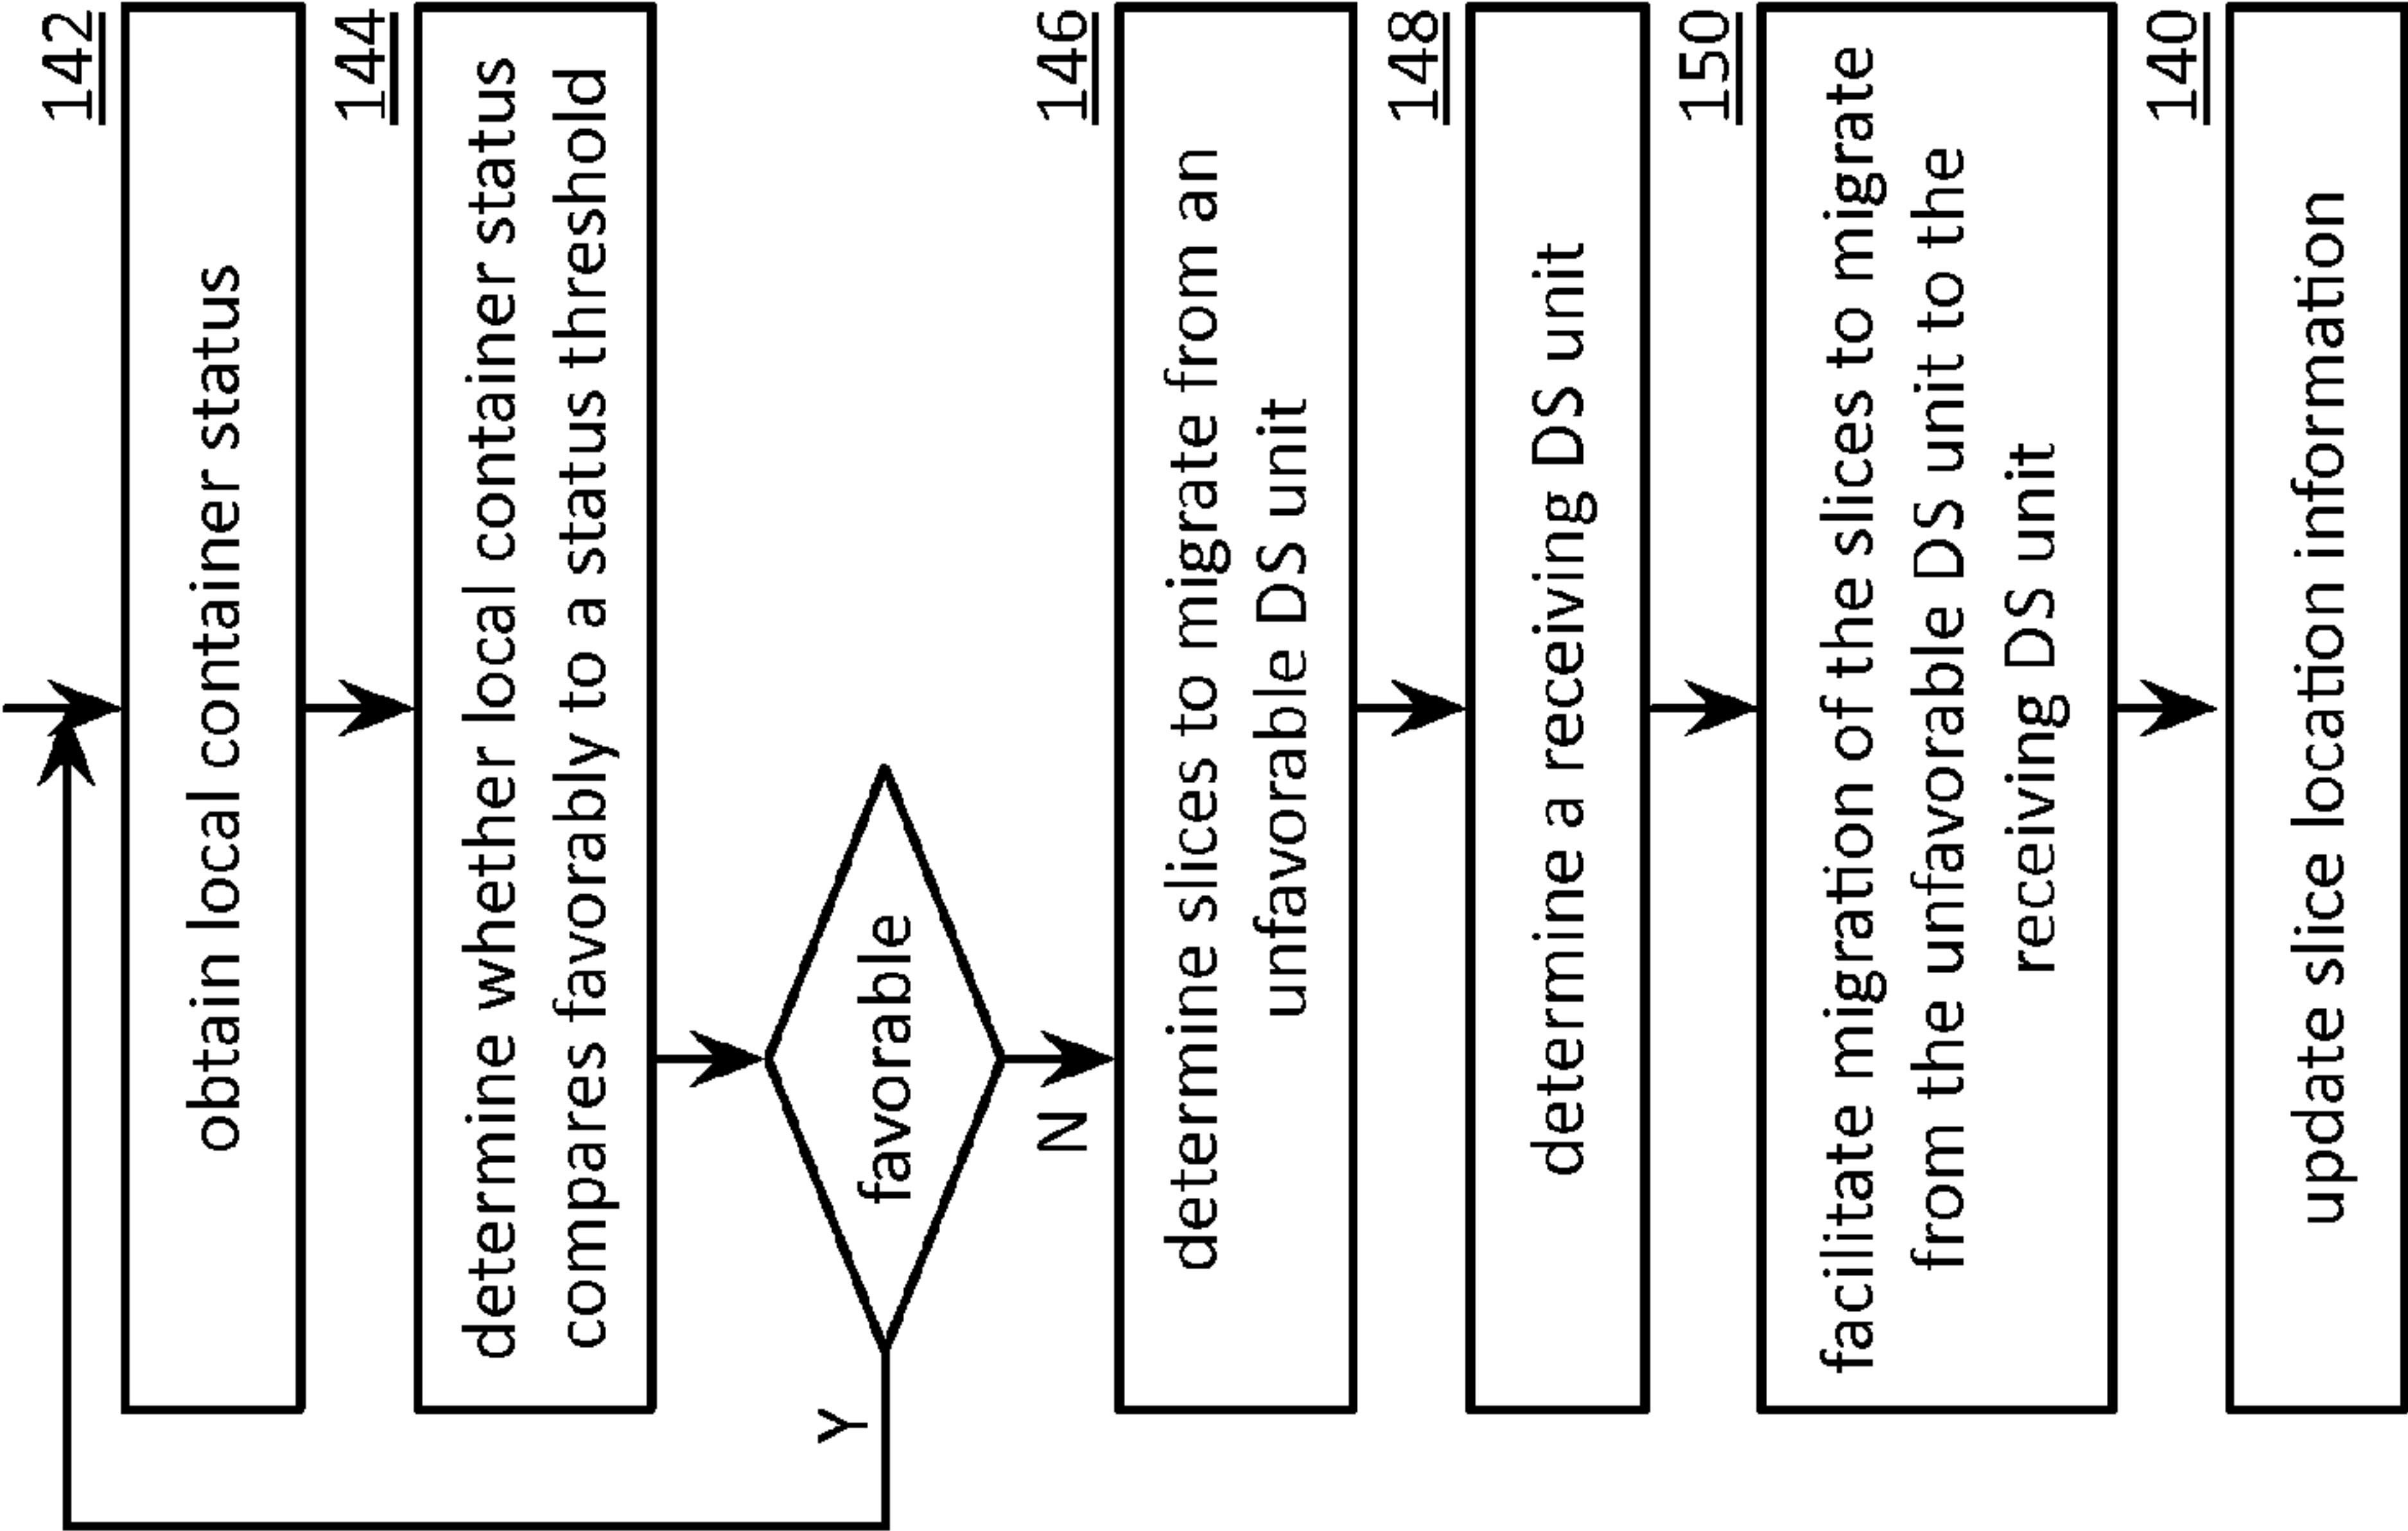 142
obtain local container status
144
determine whether local container status
compares favorably to a status threshold
favorable
Y
N
146
determine slices to migrate from an
unfavorable DS unit
148
determine a receiving DS unit
150
facilitate migration of the slices to migrate
from the unfavorable DS unit to the
receiving DS unit
140
update slice location information